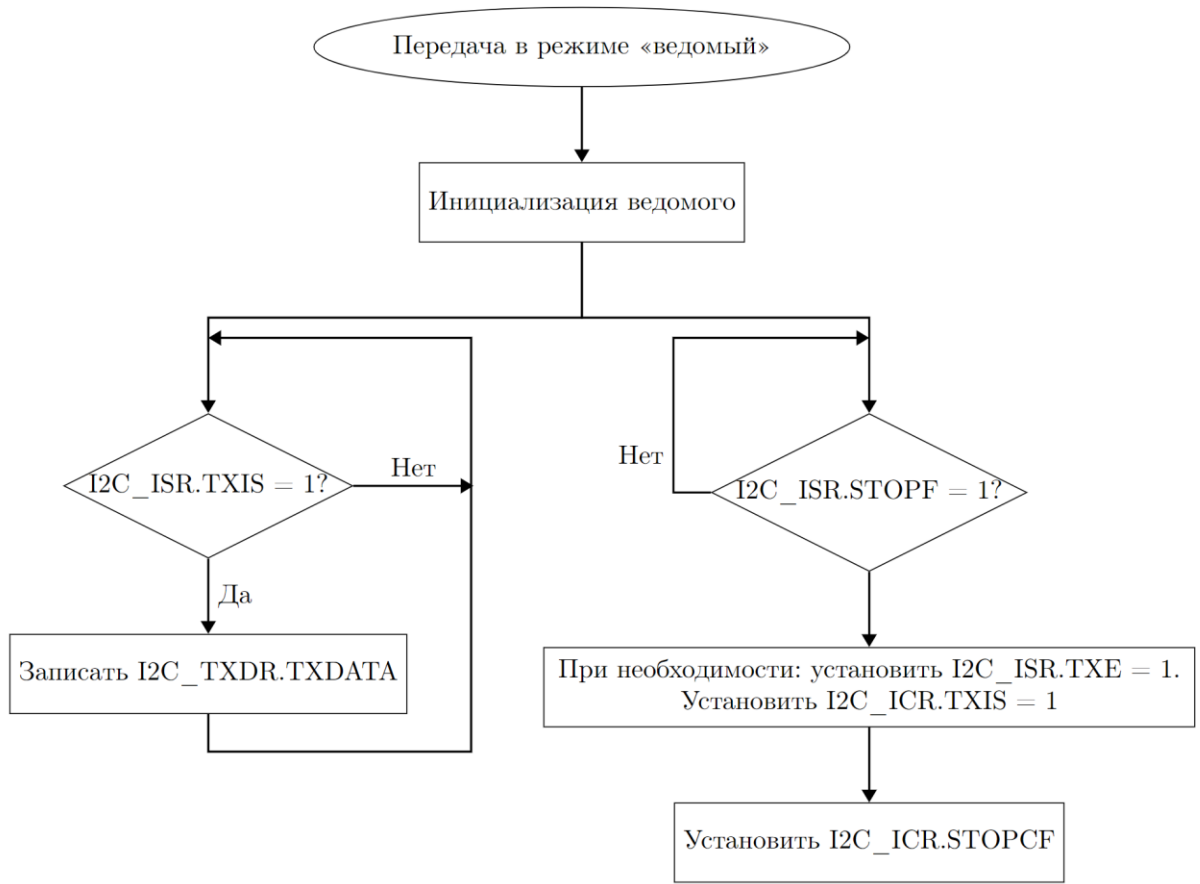 Передача в режиме «ведомый»
Инициализация ведомого
I2C_ISR.TXIS = 1?
Нет
Да
Записать I2C_TXDR.TXDATA
Нет
I2C_ISR.STOPF = 1?
При необходимости: установить I2C_ISR.TXE = 1.
Установить I2C_ICR.TXIS = 1
Установить I2C_ICR.STOPCF